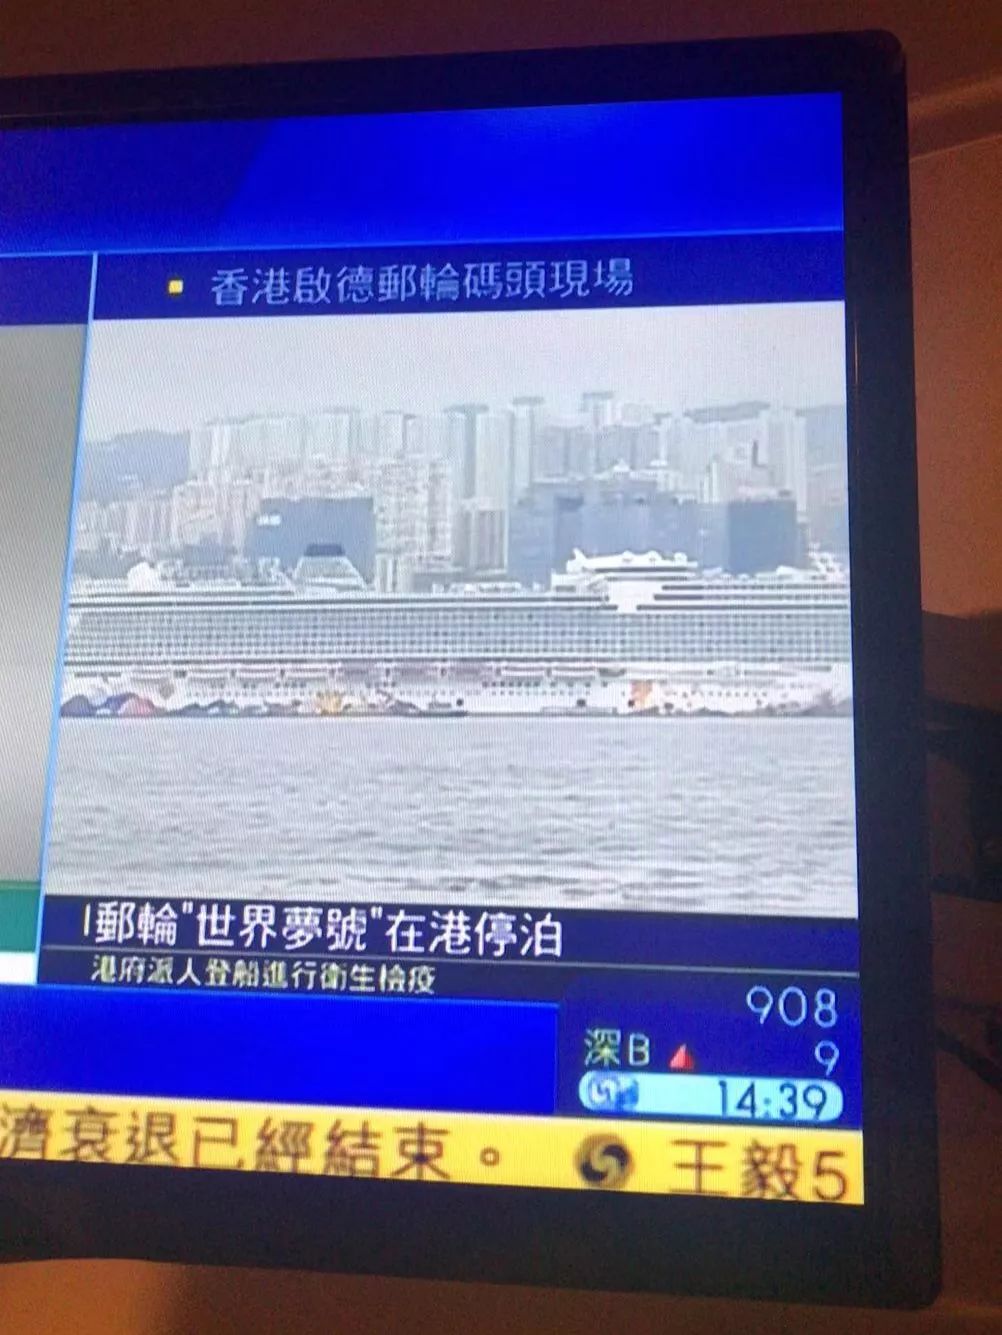 香港啟德郵輪碼頭現場
郵輪"世界夢號"在港停泊
港府派人登船進行衛生檢疫
908
深B 9
14:39
濟衰退已經結束。 王毅5